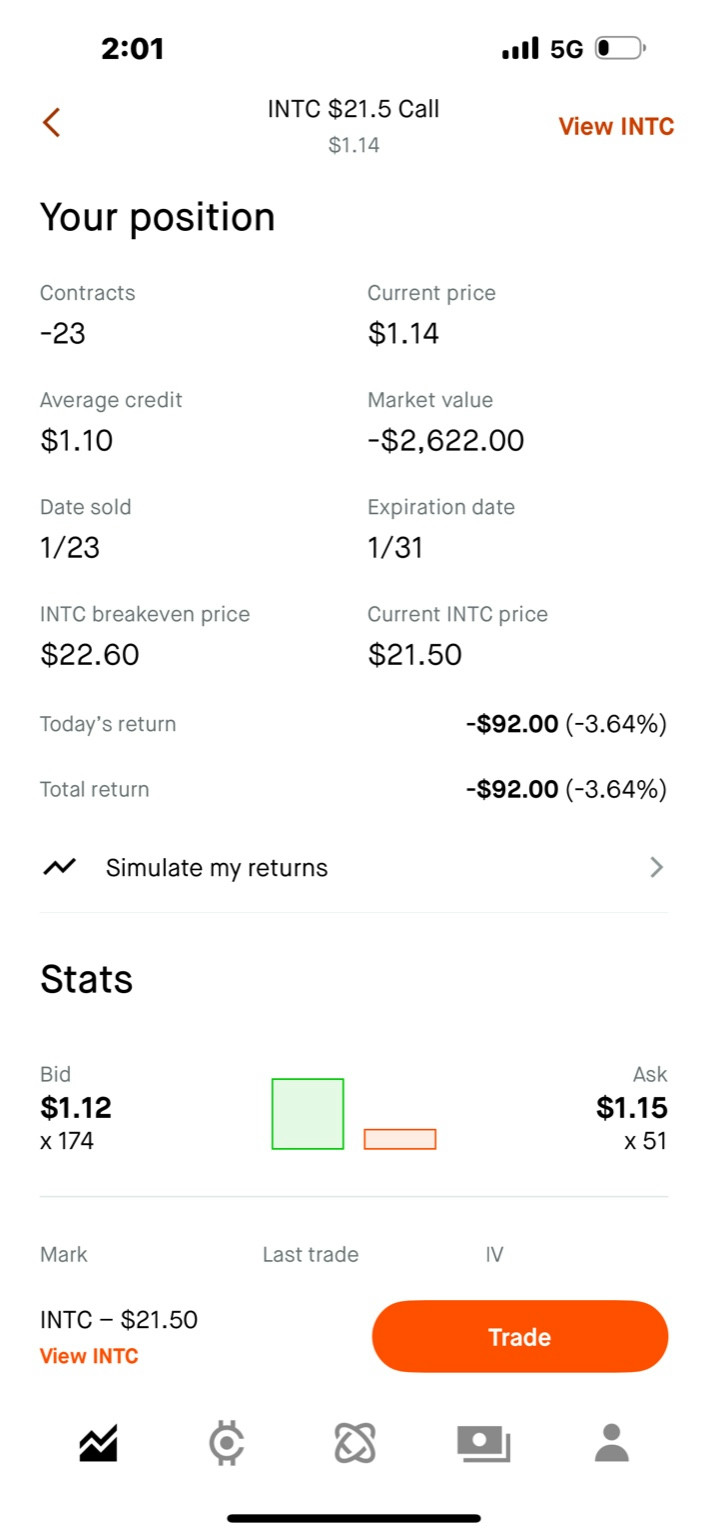 2:01
5G
INTC $21.5 Call
$1.14
View INTC
Your position
Contracts
-23
Current price
$1.14
Average credit
$1.10
Market value
-$2,622.00
Date sold
1/23
Expiration date
1/31
INTC breakeven price
$22.60
Current INTC price
$21.50
Today's return
-$92.00 (-3.64%)
Total return
-$92.00 (-3.64%)
Simulate my returns
Stats
Bid
$1.12
x 174
Ask
$1.15
x 51
Mark
Last trade
IV
INTC – $21.50
View INTC
Trade